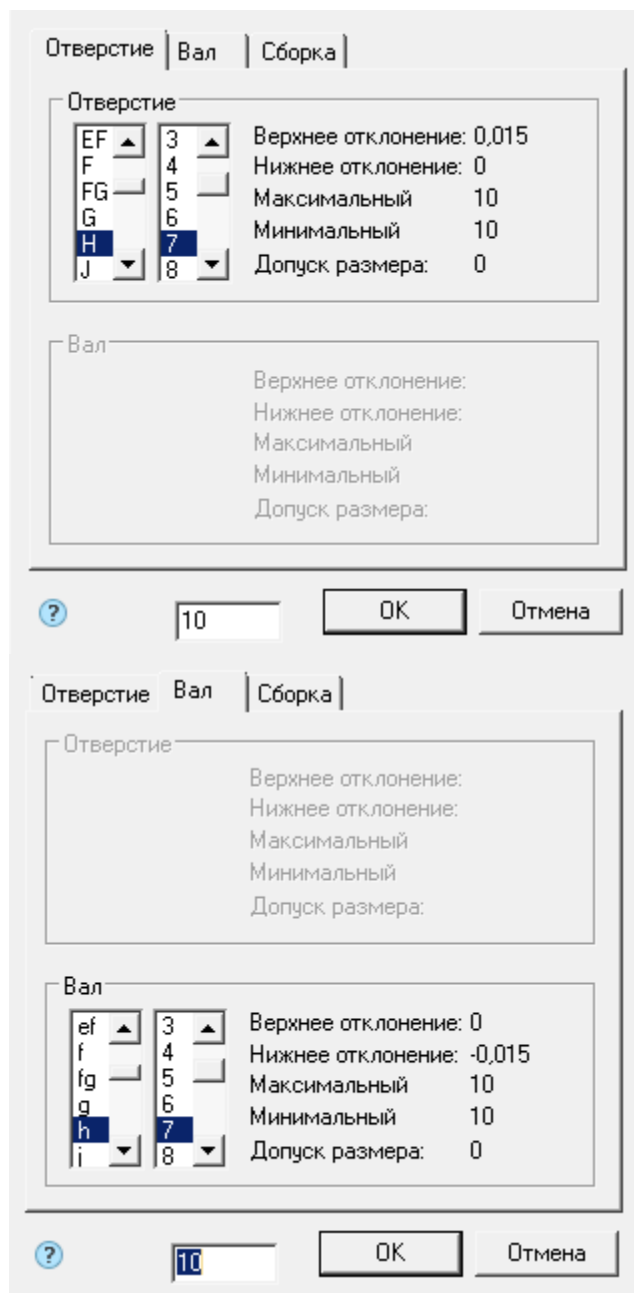 Отверстие Вал Сборка
Отверстие
EF 3 Верхнее отклонение: 0,015
F 4 Нижнее отклонение: 0
FG 5 Максимальный 10
G 6 Минимальный 10
H 7 Допуск размера: 0
J 8
Вал
Верхнее отклонение:
Нижнее отклонение:
Максимальный
Минимальный
Допуск размера:
? 10 OK Отмена
Отверстие Вал Сборка
Отверстие
Верхнее отклонение:
Нижнее отклонение:
Максимальный
Минимальный
Допуск размера:
Вал
ef 3 Верхнее отклонение: 0
f 4 Нижнее отклонение: -0,015
fg 5 Максимальный 10
g 6 Минимальный 10
h 7 Допуск размера: 0
j 8
? 10 OK Отмена